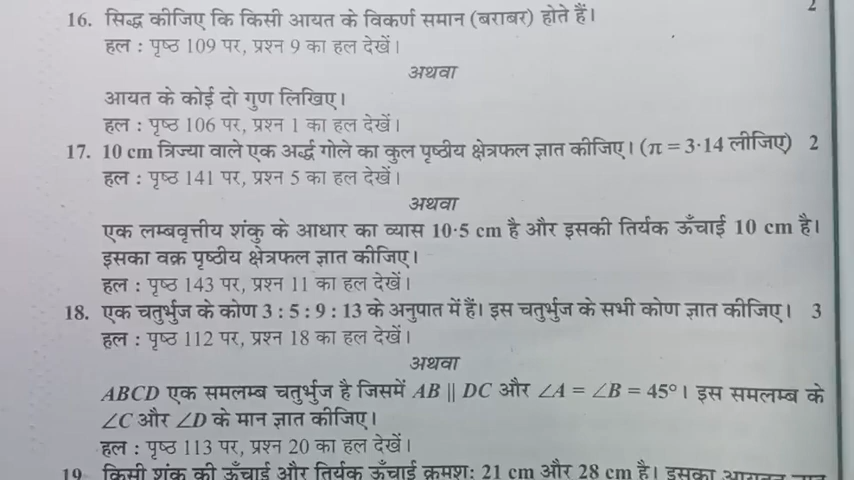 2
16. सिद्ध कीजिए कि किसी आयत के विकर्ण समान (बराबर) होते हैं।
हल : पृष्ठ 109 पर, प्रश्न 9 का हल देखें।
अथवा
आयत के कोई दो गुण लिखिए।
हल : पृष्ठ 106 पर, प्रश्न 1 का हल देखें।
17. 10 cm त्रिज्या वाले एक अर्द्ध गोले का कुल पृष्ठीय क्षेत्रफल ज्ञात कीजिए। (π = 3·14 लीजिए) 2
हल : पृष्ठ 141 पर, प्रश्न 5 का हल देखें।
अथवा
एक लम्बवृत्तीय शंकु के आधार का व्यास 10·5 cm है और इसकी तिर्यक ऊँचाई 10 cm है।
इसका वक्र पृष्ठीय क्षेत्रफल ज्ञात कीजिए।
हल : पृष्ठ 143 पर, प्रश्न 11 का हल देखें।
18. एक चतुर्भुज के कोण 3 : 5 : 9 : 13 के अनुपात में हैं। इस चतुर्भुज के सभी कोण ज्ञात कीजिए। 3
हल : पृष्ठ 112 पर, प्रश्न 18 का हल देखें।
अथवा
ABCD एक समलम्ब चतुर्भुज है जिसमें AB || DC और ∠A = ∠B = 45°। इस समलम्ब के
∠C और ∠D के मान ज्ञात कीजिए।
हल : पृष्ठ 113 पर, प्रश्न 20 का हल देखें।
19. किसी शंकु की ऊँचाई और तिर्यक ऊँचाई क्रमशः 21 cm और 28 cm है। इसका आयतन